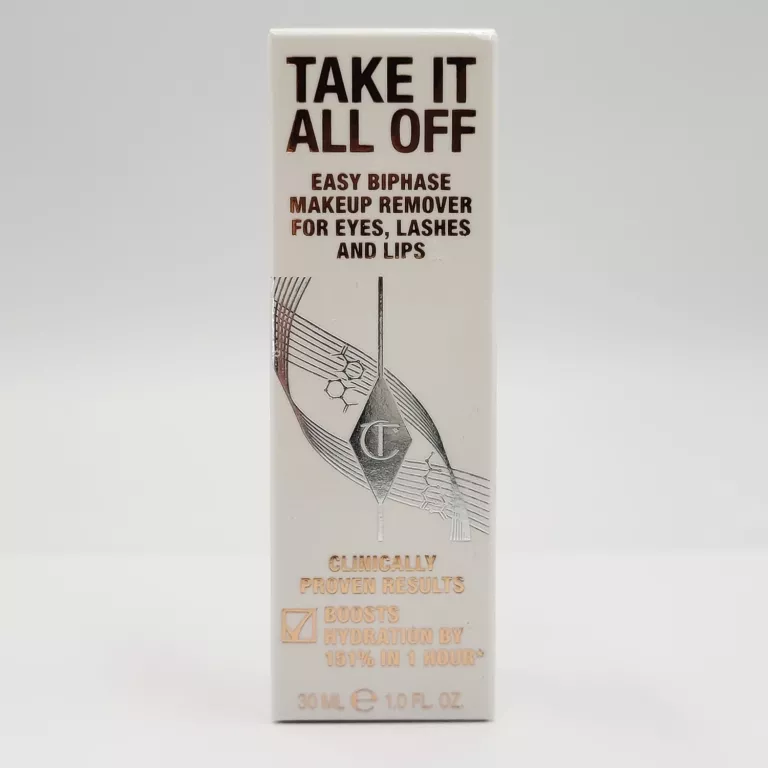 TAKE IT
ALL OFF
EASY BIPHASE
MAKEUP REMOVER
FOR EYES, LASHES
AND LIPS
CT
CLINICALLY
PROVEN RESULTS
BOOSTS
HYDRATION BY
151% IN 1 HOUR*
30 ML ℮ 1.0 FL. OZ.